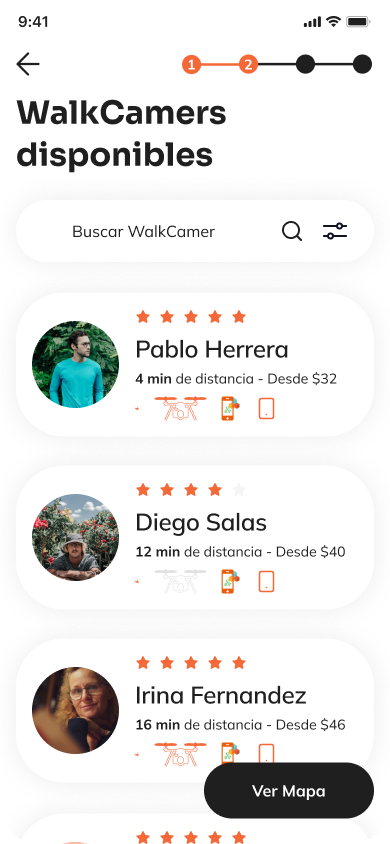 9:41
1 2
WalkCamers
disponibles
Buscar WalkCamer
Pablo Herrera
4 min de distancia - Desde $32
Diego Salas
12 min de distancia - Desde $40
Irina Fernandez
16 min de distancia - Desde $46
Ver Mapa